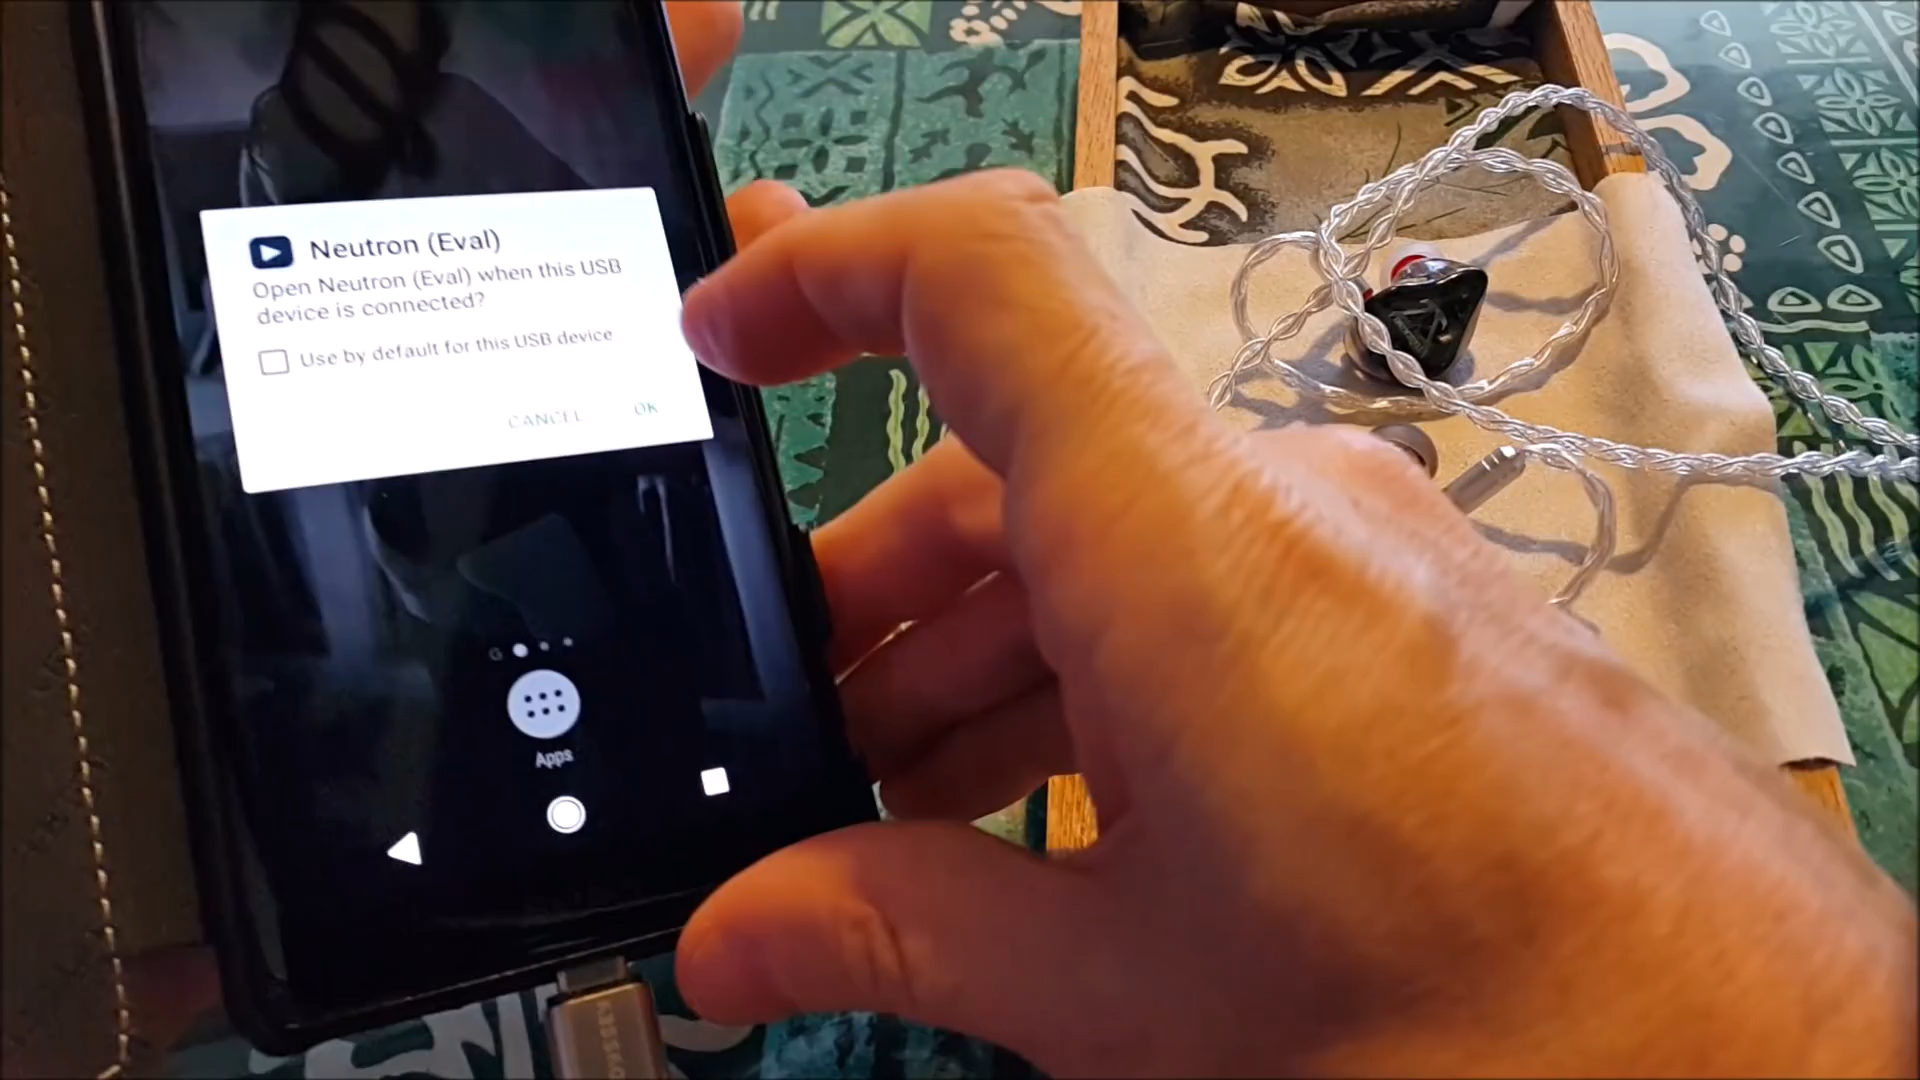 Neutron (Eval)
Open Neutron (Eval) when this USB
device is connected?
Use by default for this USB device
CANCEL OK
G
Apps